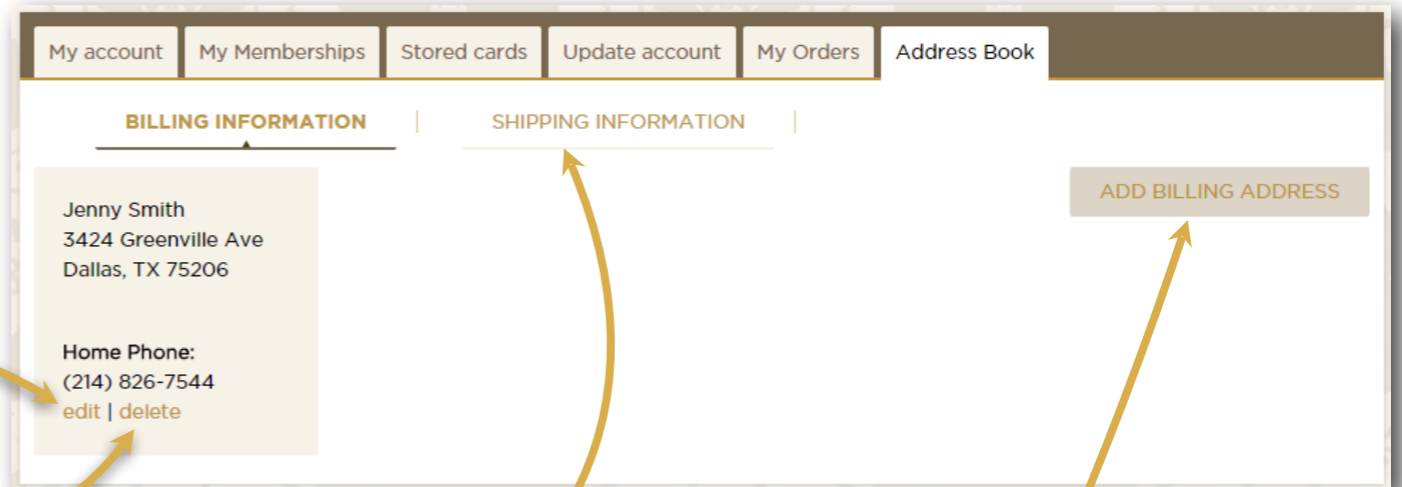 My account My Memberships Stored cards Update account My Orders Address Book
BILLING INFORMATION | SHIPPING INFORMATION |
ADD BILLING ADDRESS
Jenny Smith
3424 Greenville Ave
Dallas, TX 75206
Home Phone:
(214) 826-7544
edit | delete